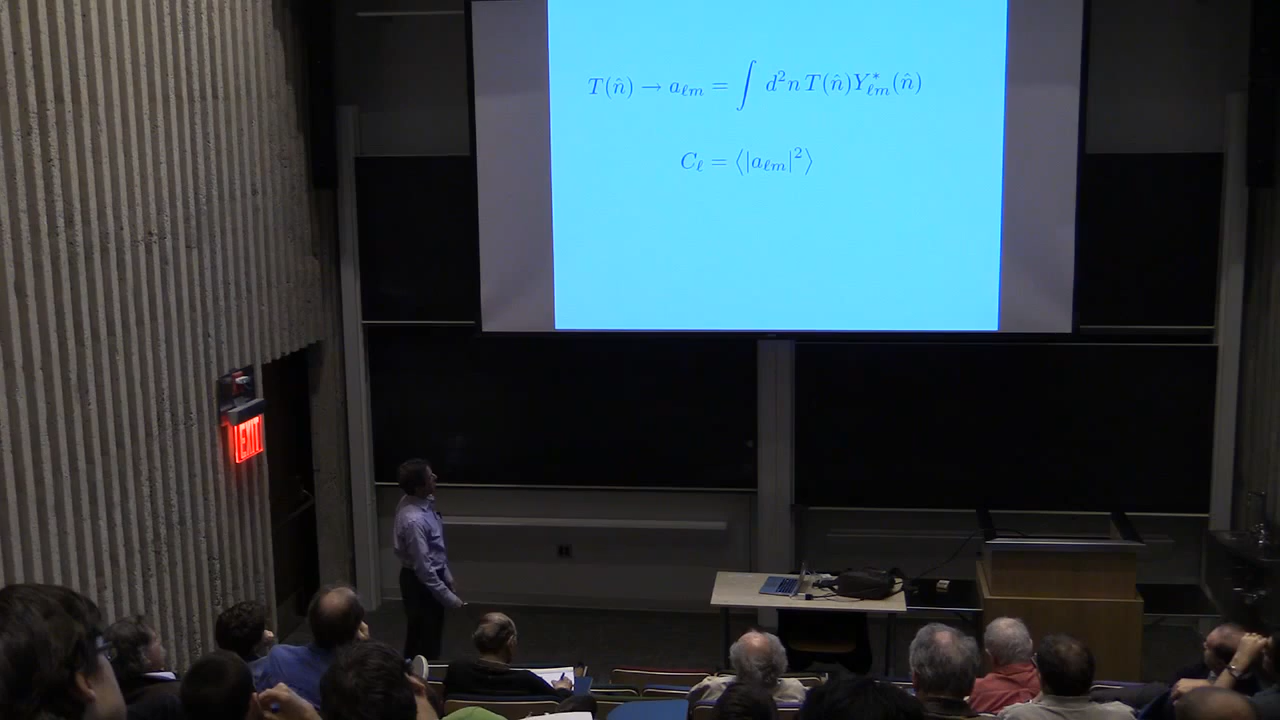 T(n̂) → a_{ℓm} = ∫ d²n T(n̂)Y*_{ℓm}(n̂)
C_ℓ = ⟨|a_{ℓm}|²⟩
EXIT